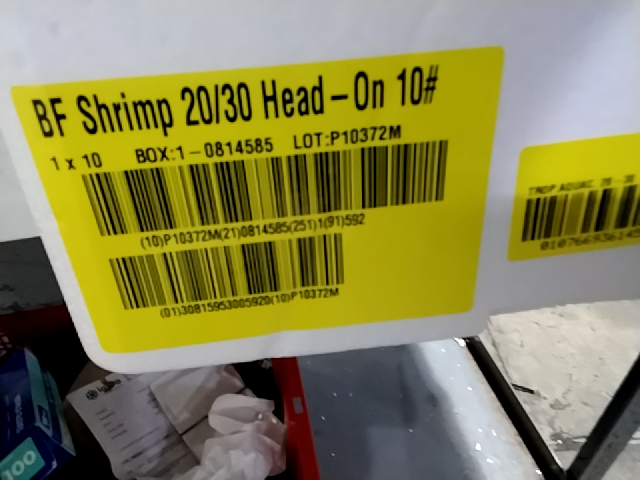 BF Shrimp 20/30 Head-On 10#
1 x 10 BOX:1-0814585 LOT:P10372M
(10)P10372M(21)0814585(251)1(91)592
(01)30815953005920(10)P10372M